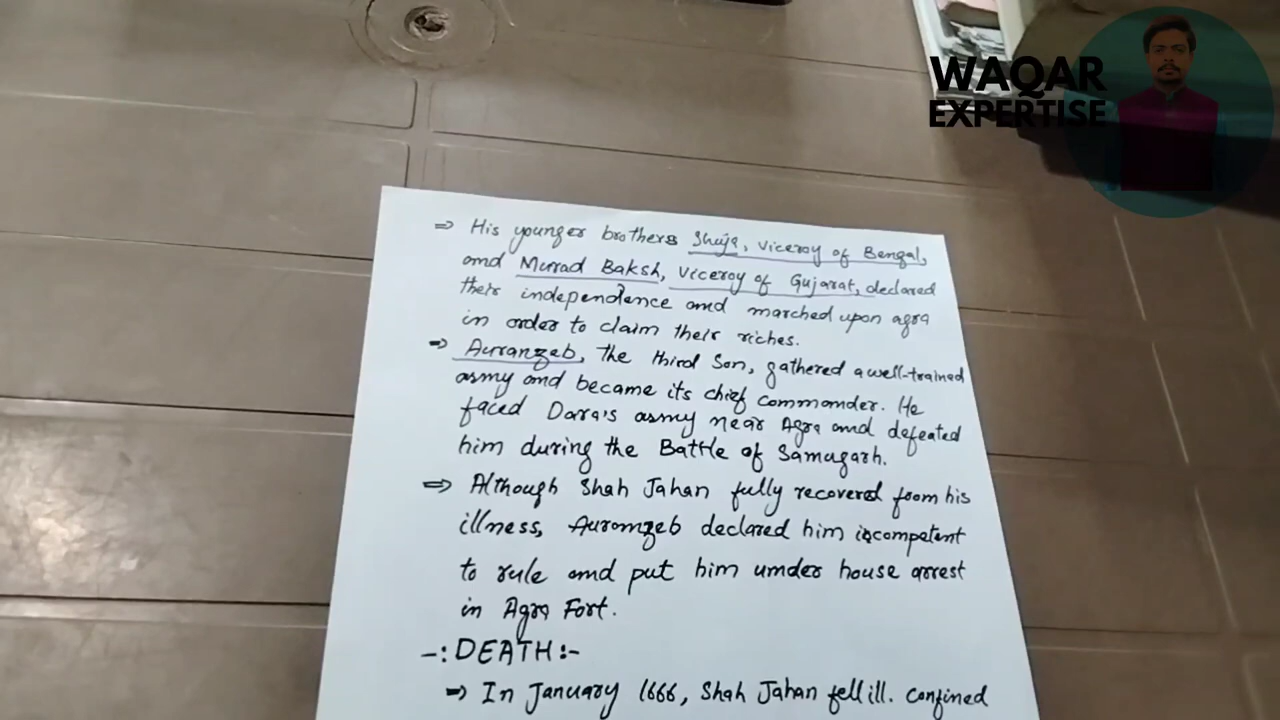 WAQAR
EXPERTISE
⇒ His younger brothers Shuja, Viceroy of Bengal,
and Murad Baksh, Viceroy of Gujarat, declared
their independence and marched upon agra
in order to claim their riches.
⇒ Auranzeb, the third Son, gathered a well-trained
army and became its chief commander. He
faced Dara's army near Agra and defeated
him during the Battle of Samugarh.
⇒ Although Shah Jahan fully recovered from his
illness, Auromzeb declared him incompetent
to rule and put him umder house arrest
in Agra Fort.
-: DEATH :-
⇒ In January 1666, Shah Jahan fell ill. Confined